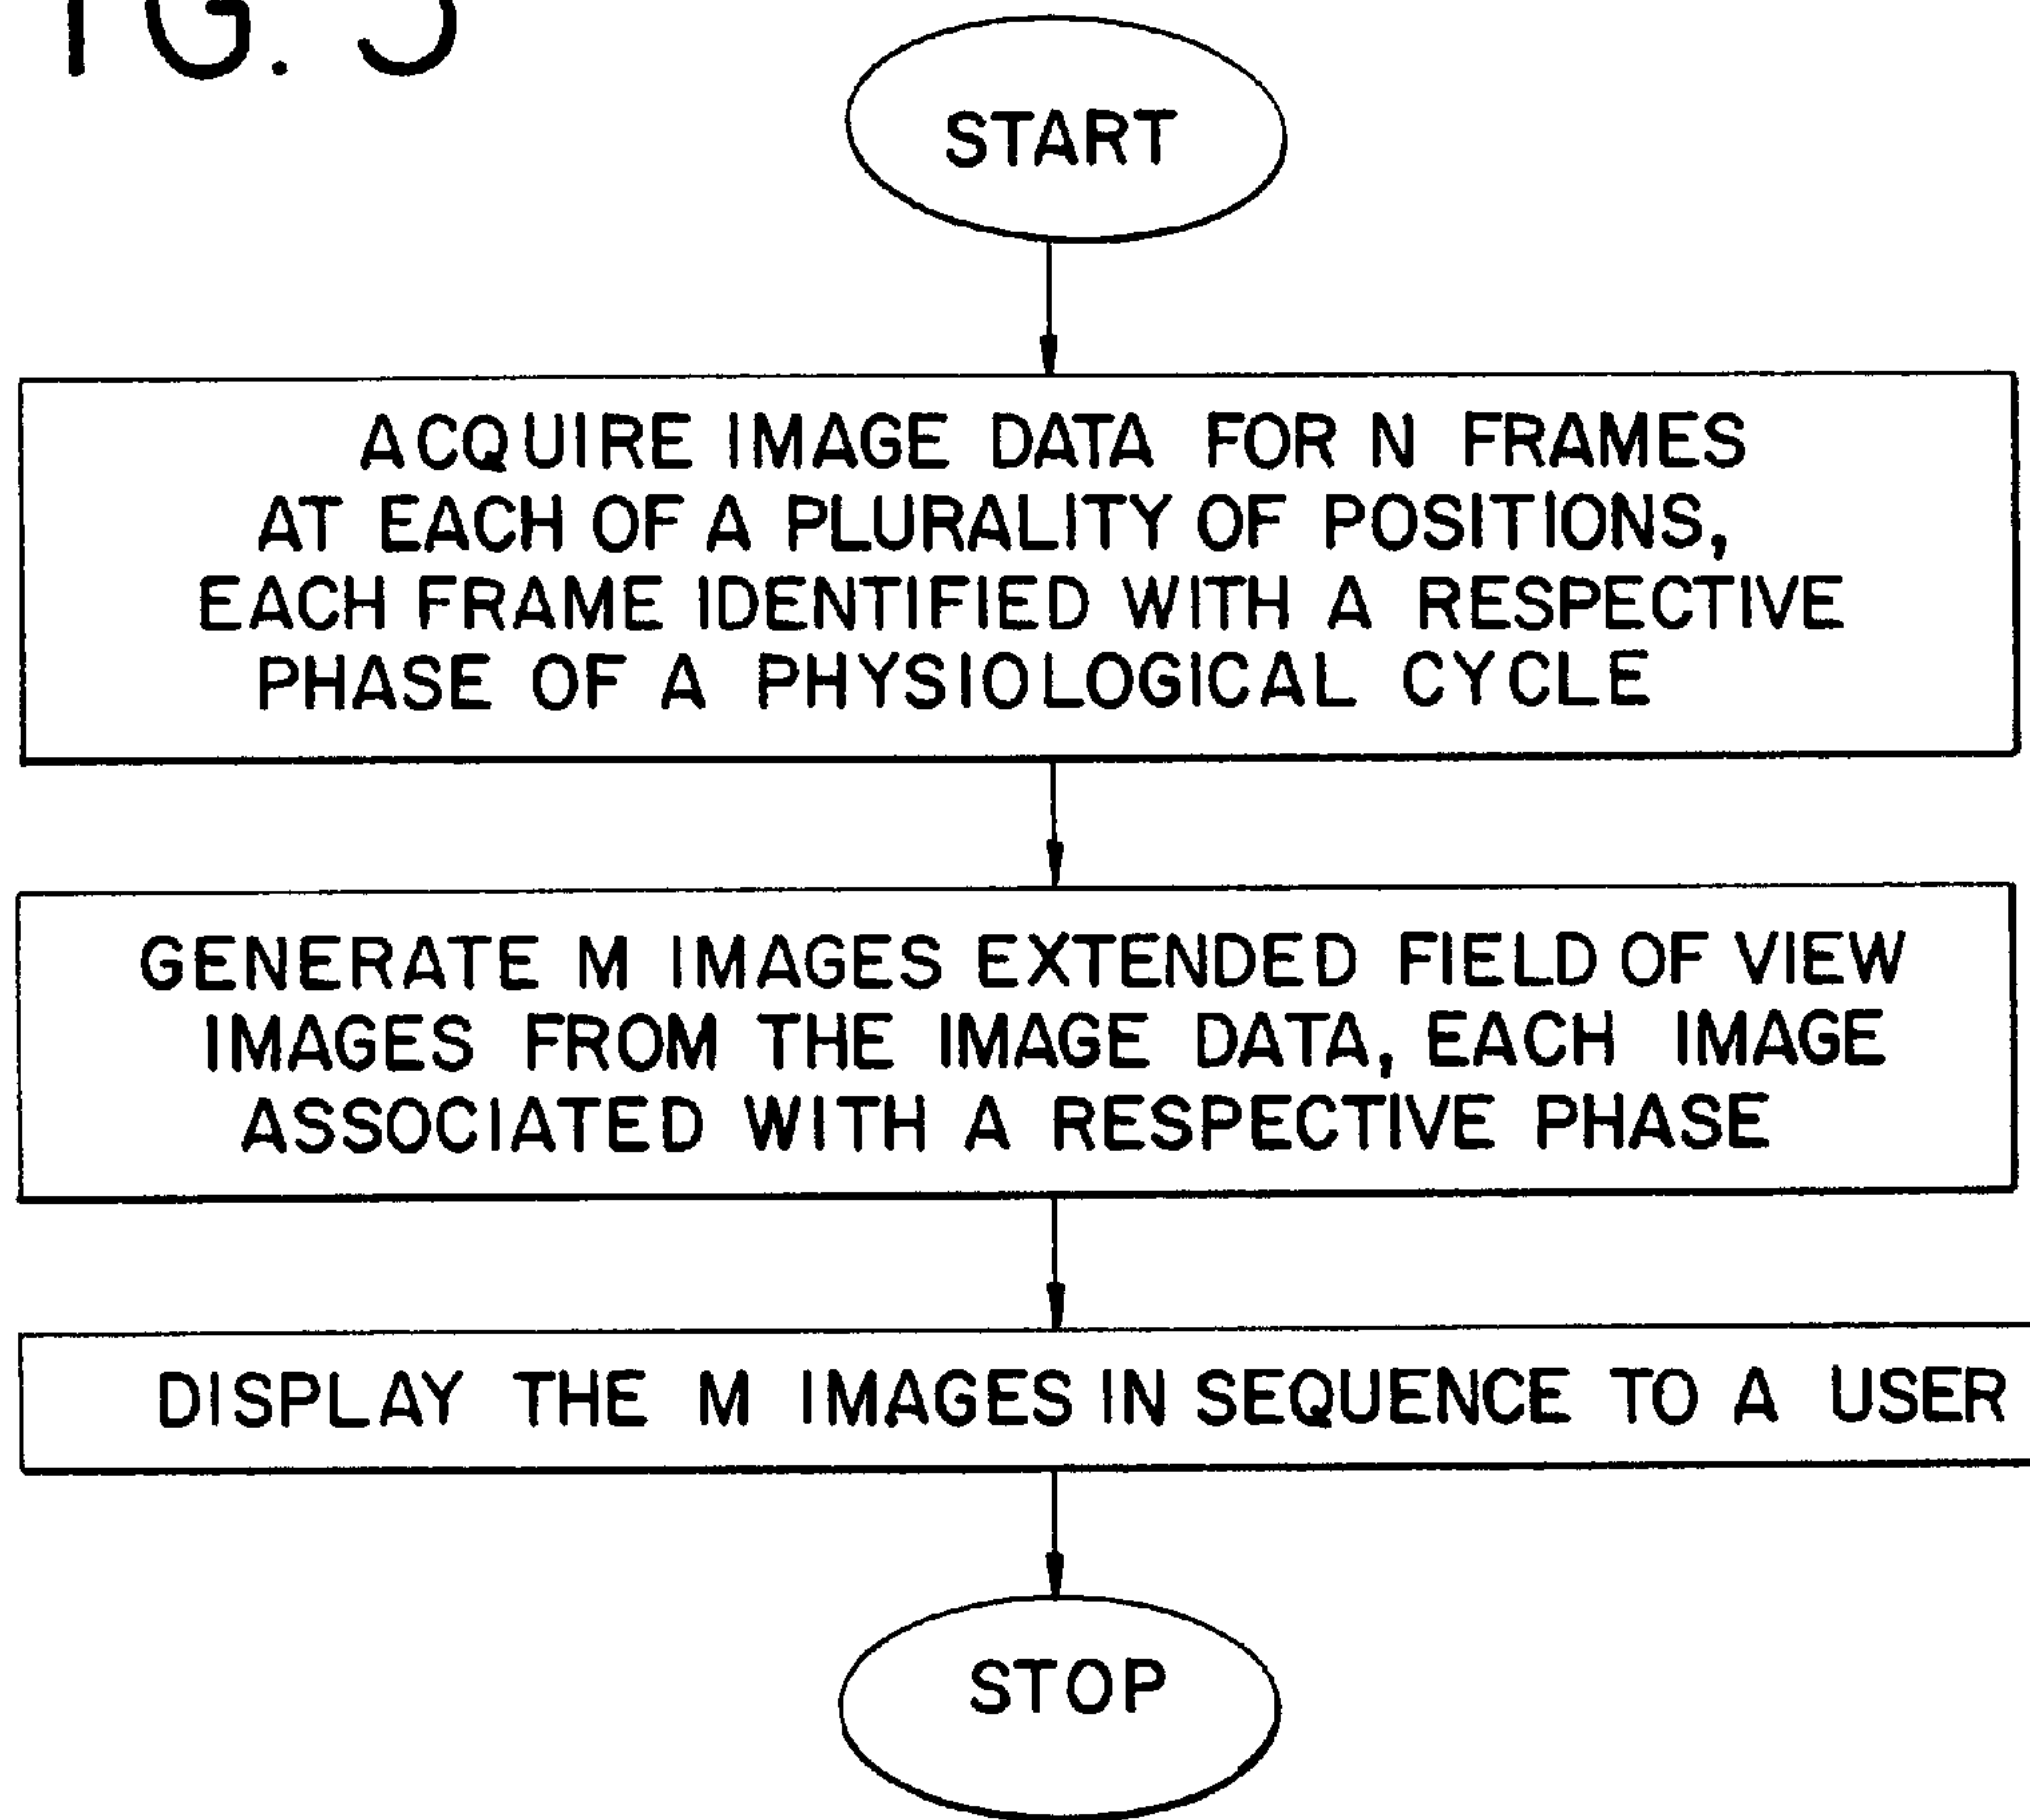 START
ACQUIRE IMAGE DATA FOR N FRAMES
AT EACH OF A PLURALITY OF POSITIONS,
EACH FRAME IDENTIFIED WITH A RESPECTIVE
PHASE OF A PHYSIOLOGICAL CYCLE
GENERATE M IMAGES EXTENDED FIELD OF VIEW
IMAGES FROM THE IMAGE DATA, EACH IMAGE
ASSOCIATED WITH A RESPECTIVE PHASE
DISPLAY THE M IMAGES IN SEQUENCE TO A USER
STOP